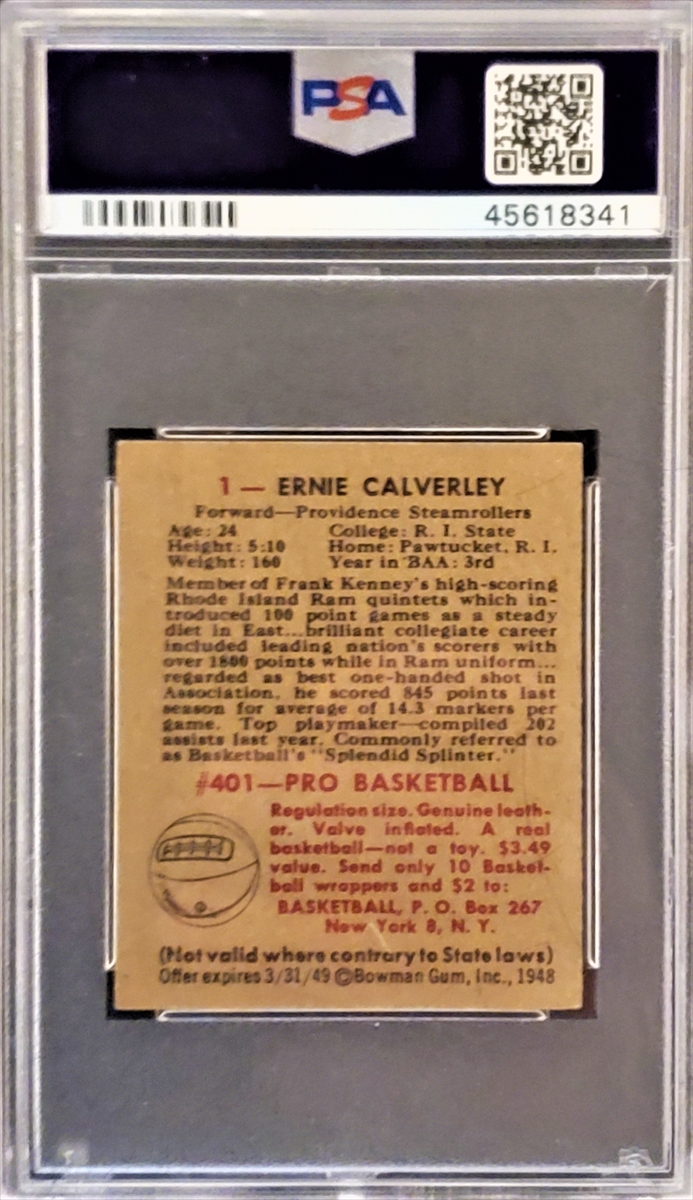 PSA
45618341
1 — ERNIE CALVERLEY
Forward—Providence Steamrollers
Age: 24 College: R. I. State
Height: 5:10 Home: Pawtucket, R. I.
Weight: 160 Year in BAA: 3rd
Member of Frank Kenney's high-scoring
Rhode Island Ram quintets which in-
troduced 100 point games as a steady
diet in East...brilliant collegiate career
included leading nation's scorers with
over 1800 points while in Ram uniform...
regarded as best one-handed shot in
Association, he scored 845 points last
season for average of 14.3 markers per
game. Top playmaker—compiled 202
assists last year. Commonly referred to
as Basketball's "Splendid Splinter."
#401—PRO BASKETBALL
Regulation size. Genuine leath-
er. Valve inflated. A real
basketball—not a toy. $3.49
value. Send only 10 Basket-
ball wrappers and $2 to:
BASKETBALL, P. O. Box 267
New York 8, N. Y.
(Not valid where contrary to State laws)
Offer expires 3/31/49 ©Bowman Gum, Inc., 1948